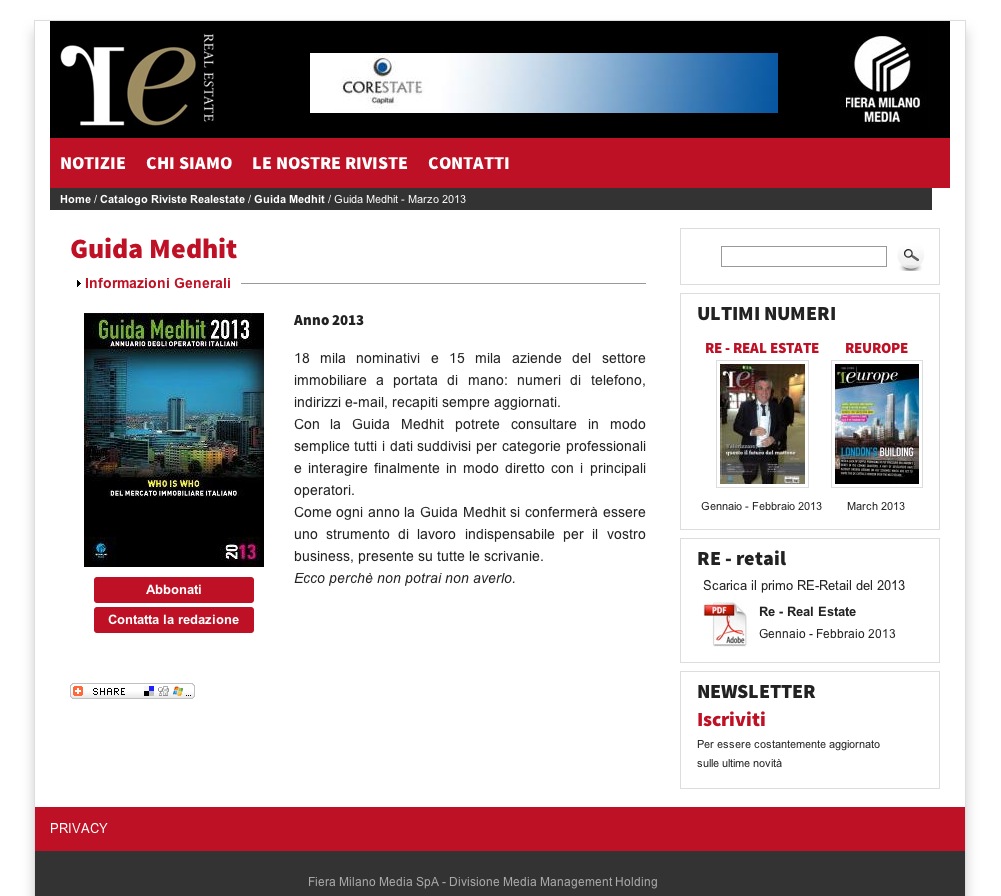 re REAL ESTATE
CORESTATE
Capital
FIERA MILANO
MEDIA
NOTIZIE CHI SIAMO LE NOSTRE RIVISTE CONTATTI
Home / Catalogo Riviste Realestate / Guida Medhit / Guida Medhit - Marzo 2013
Guida Medhit
Informazioni Generali
Guida Medhit 2013
ANNUARIO DEGLI OPERATORI ITALIANI
WHO IS WHO
DEL MERCATO IMMOBILIARE ITALIANO
2013
Abbonati
Contatta la redazione
SHARE
Anno 2013
18 mila nominativi e 15 mila aziende del settore
immobiliare a portata di mano: numeri di telefono,
indirizzi e-mail, recapiti sempre aggiornati.
Con la Guida Medhit potrete consultare in modo
semplice tutti i dati suddivisi per categorie professionali
e interagire finalmente in modo diretto con i principali
operatori.
Come ogni anno la Guida Medhit si confermerà essere
uno strumento di lavoro indispensabile per il vostro
business, presente su tutte le scrivanie.
Ecco perchè non potrai non averlo.
ULTIMI NUMERI
RE - REAL ESTATE REUROPE
re
questo il futuro del mattone
reurope
LONDON'S BUILDING
Gennaio - Febbraio 2013 March 2013
RE - retail
Scarica il primo RE-Retail del 2013
PDF
Adobe
Re - Real Estate
Gennaio - Febbraio 2013
NEWSLETTER
Iscriviti
Per essere costantemente aggiornato
sulle ultime novità
PRIVACY
Fiera Milano Media SpA - Divisione Media Management Holding